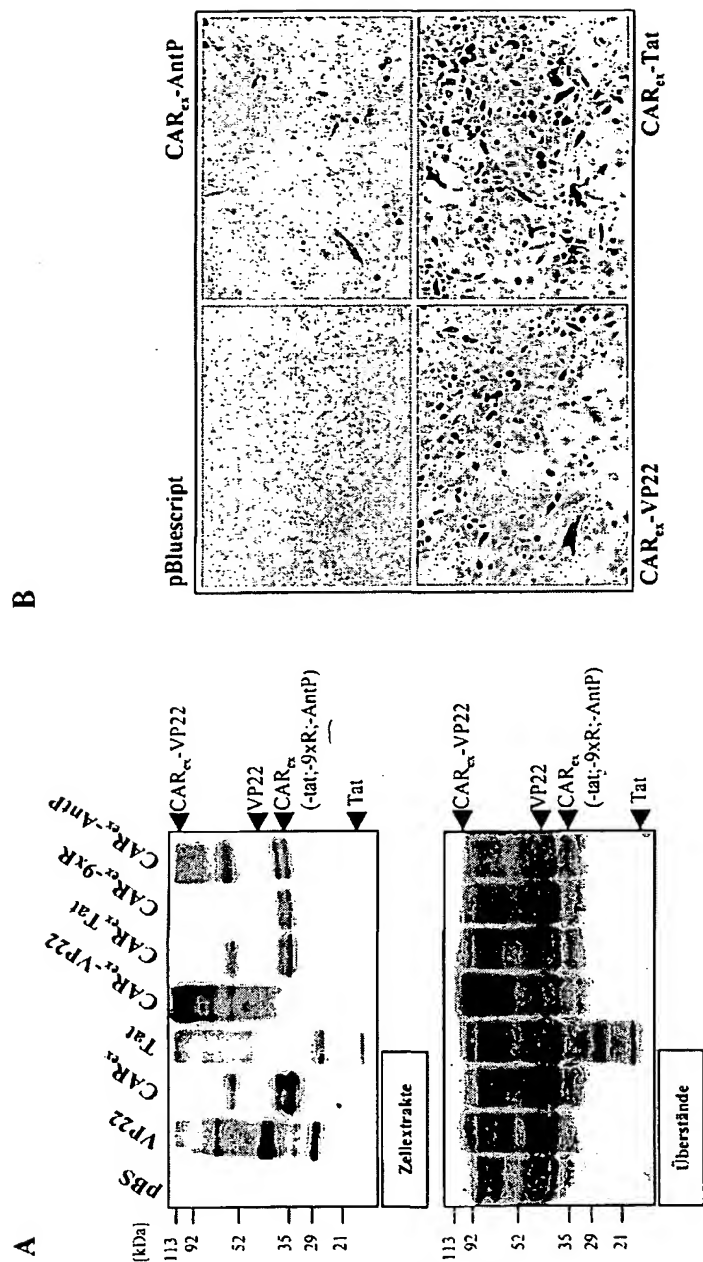 A
[kDa]
pBS
VP22
CARex
Tat
CARex-VP22
CARex Tat
CARex-9xR
CARex-AntP
113
92
52
35
29
21
CARex-VP22
VP22
CARex
(-tat;-9xR;-AntP)
Tat
Zellextrakte
113
92
52
35
29
21
CARex-VP22
VP22
CARex
(-tat;-9xR;-AntP)
Tat
Überstände
B
pBluescript
CARex-AntP
CARex-VP22
CARex-Tat